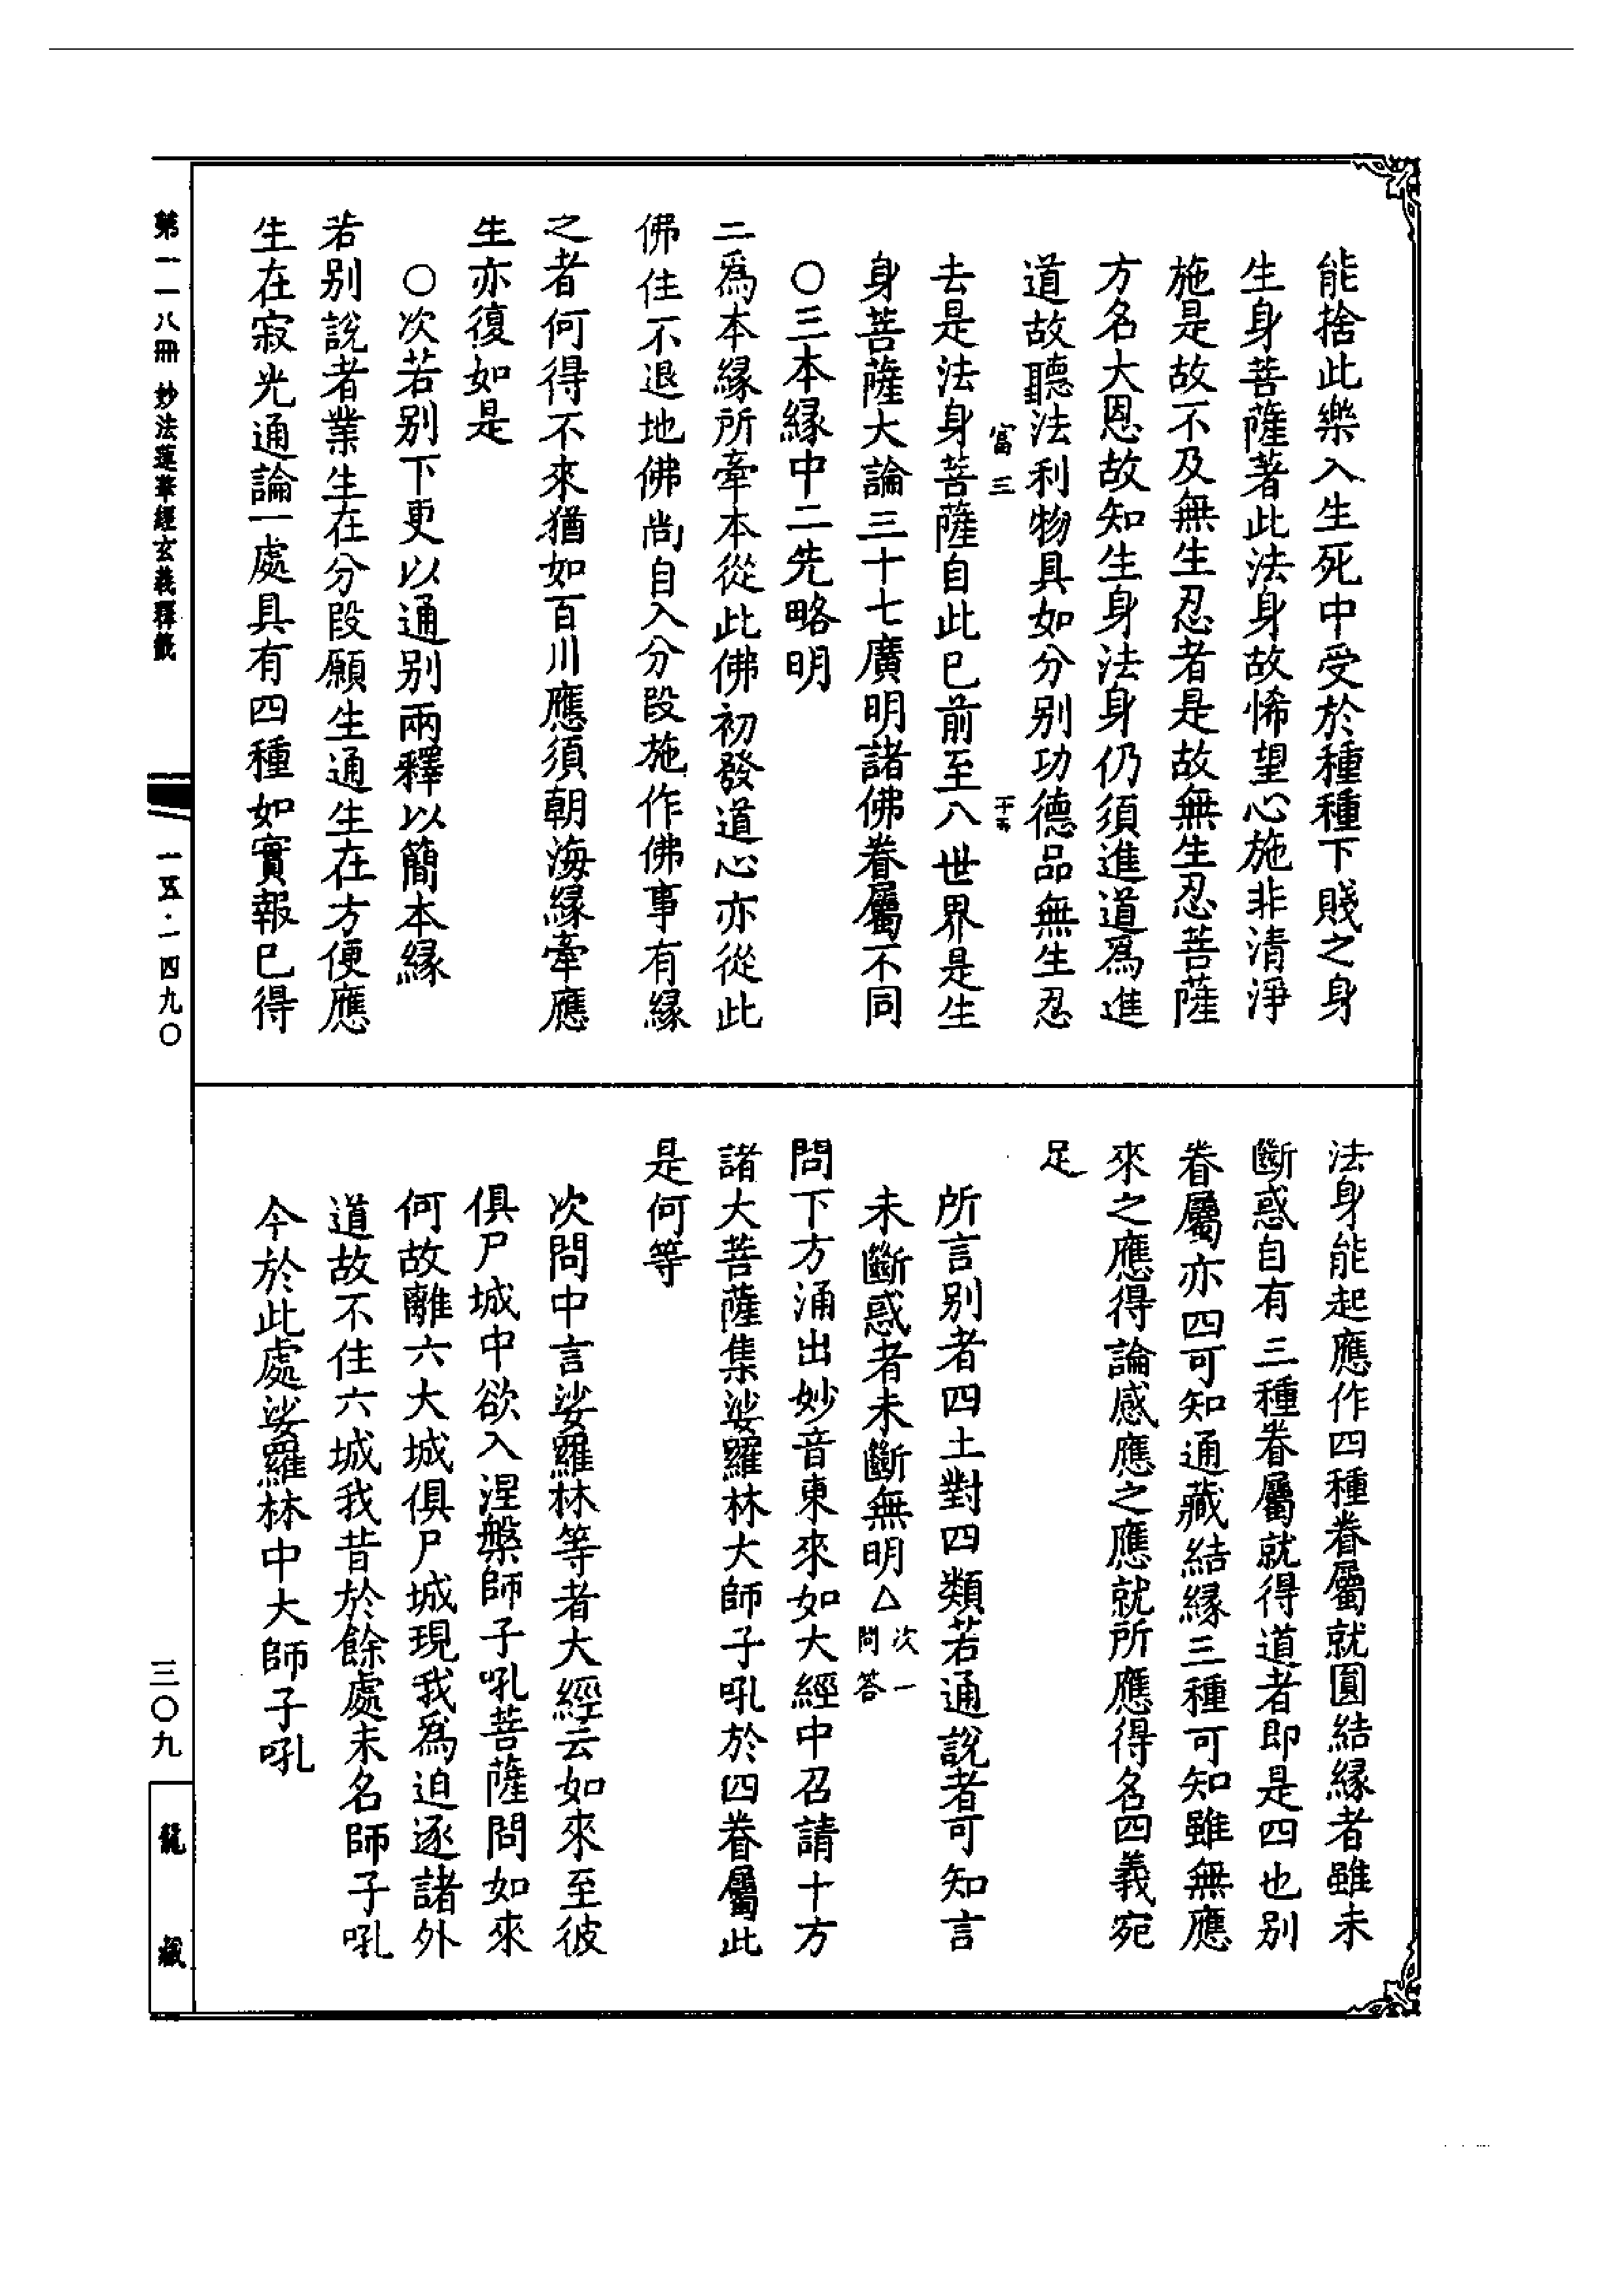 能捨此樂入生死中受於種種下賤之身
生身菩薩著此法身故悕望心施非清淨
施是故不及無生忍者是故無生忍菩薩
方名大恩故知生身法身仍須進道爲進
道故聽法利物具如分別功德品無生忍
富三 十五
去是法身菩薩自此已前至八世界是生
身菩薩大論三十七廣明諸佛眷屬不同
○三本緣中二先略明
二爲本緣所牽本從此佛初發道心亦從此
佛住不退地佛尚自入分段施作佛事有緣
之者何得不來猶如百川應須朝海緣牽應
生亦復如是
○次若別下更以通別兩釋以簡本緣
若別說者業生在分段願生通生在方便應
生在寂光通論一處具有四種如實報已得
法身能起應作四種眷屬就圓結緣者雖未
斷惑自有三種眷屬就得道者即是四也別
眷屬亦四可知通藏結緣三種可知雖無應
來之應得論感應之應就所應得名四義宛
足
所言別者四土對四類若通說者可知言
未斷惑者未斷無明△次一問答
問下方涌出妙音東來如大經中召請十方
諸大菩薩集娑羅林大師子吼於四眷屬此
是何等
次問中言娑羅林等者大經云如來至彼
俱尸城中欲入涅槃師子吼菩薩問如來
何故離六大城俱尸城現我爲迫逐諸外
道故不住六城我昔於餘處未名師子吼
今於此處娑羅林中大師子吼
第一一八冊 妙法蓮華經玄義釋籤
一五·一四九〇
三〇九
龍藏